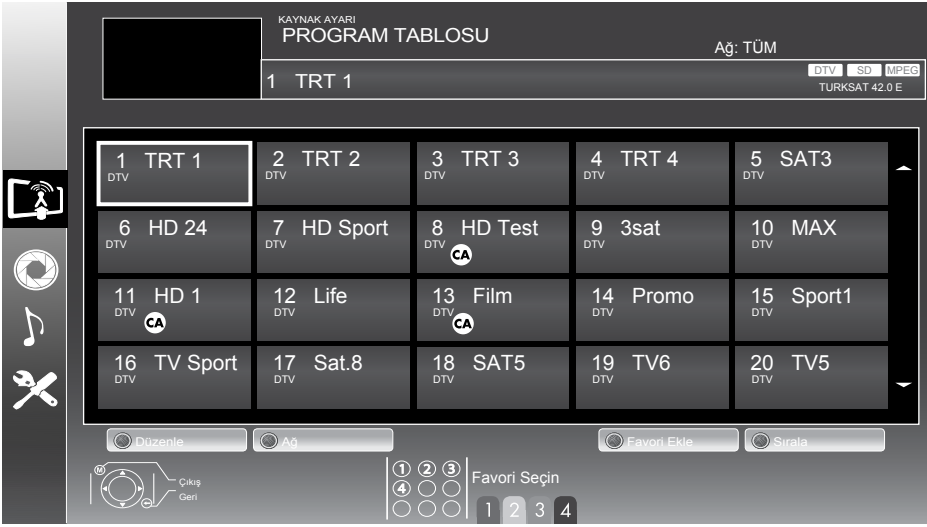 KAYNAK AYARI
PROGRAM TABLOSU
Ağ: TÜM
1 TRT 1
DTV SD MPEG
TURKSAT 42.0 E
1 TRT 1 2 TRT 2 3 TRT 3 4 TRT 4 5 SAT3
DTV DTV DTV DTV DTV
6 HD 24 7 HD Sport 8 HD Test 9 3sat 10 MAX
DTV DTV DTV DTV DTV
CA
11 HD 1 12 Life 13 Film 14 Promo 15 Sport1
DTV DTV DTV DTV DTV
CA CA
16 TV Sport 17 Sat.8 18 SAT5 19 TV6 20 TV5
DTV DTV DTV DTV DTV
Düzenle Ağ Favori Ekle Sırala
M Çıkış
Geri
1 2 3
4
Favori Seçin
1 2 3 4